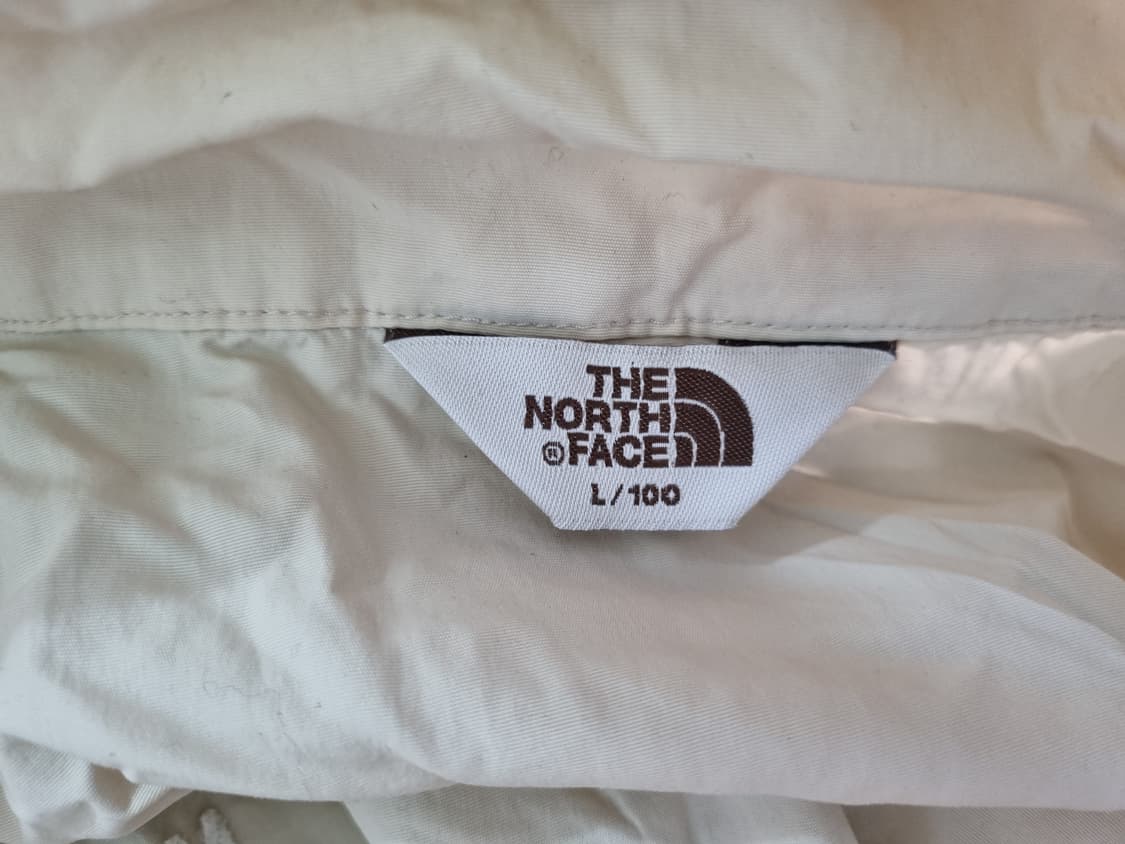 THE
NORTH
® FACE
L/100